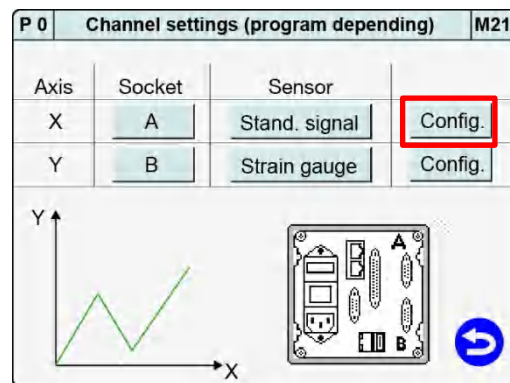 P 0 Channel settings (program depending) M21
Axis Socket Sensor
X A Stand. signal Config.
Y B Strain gauge Config.
Y
A
B
X